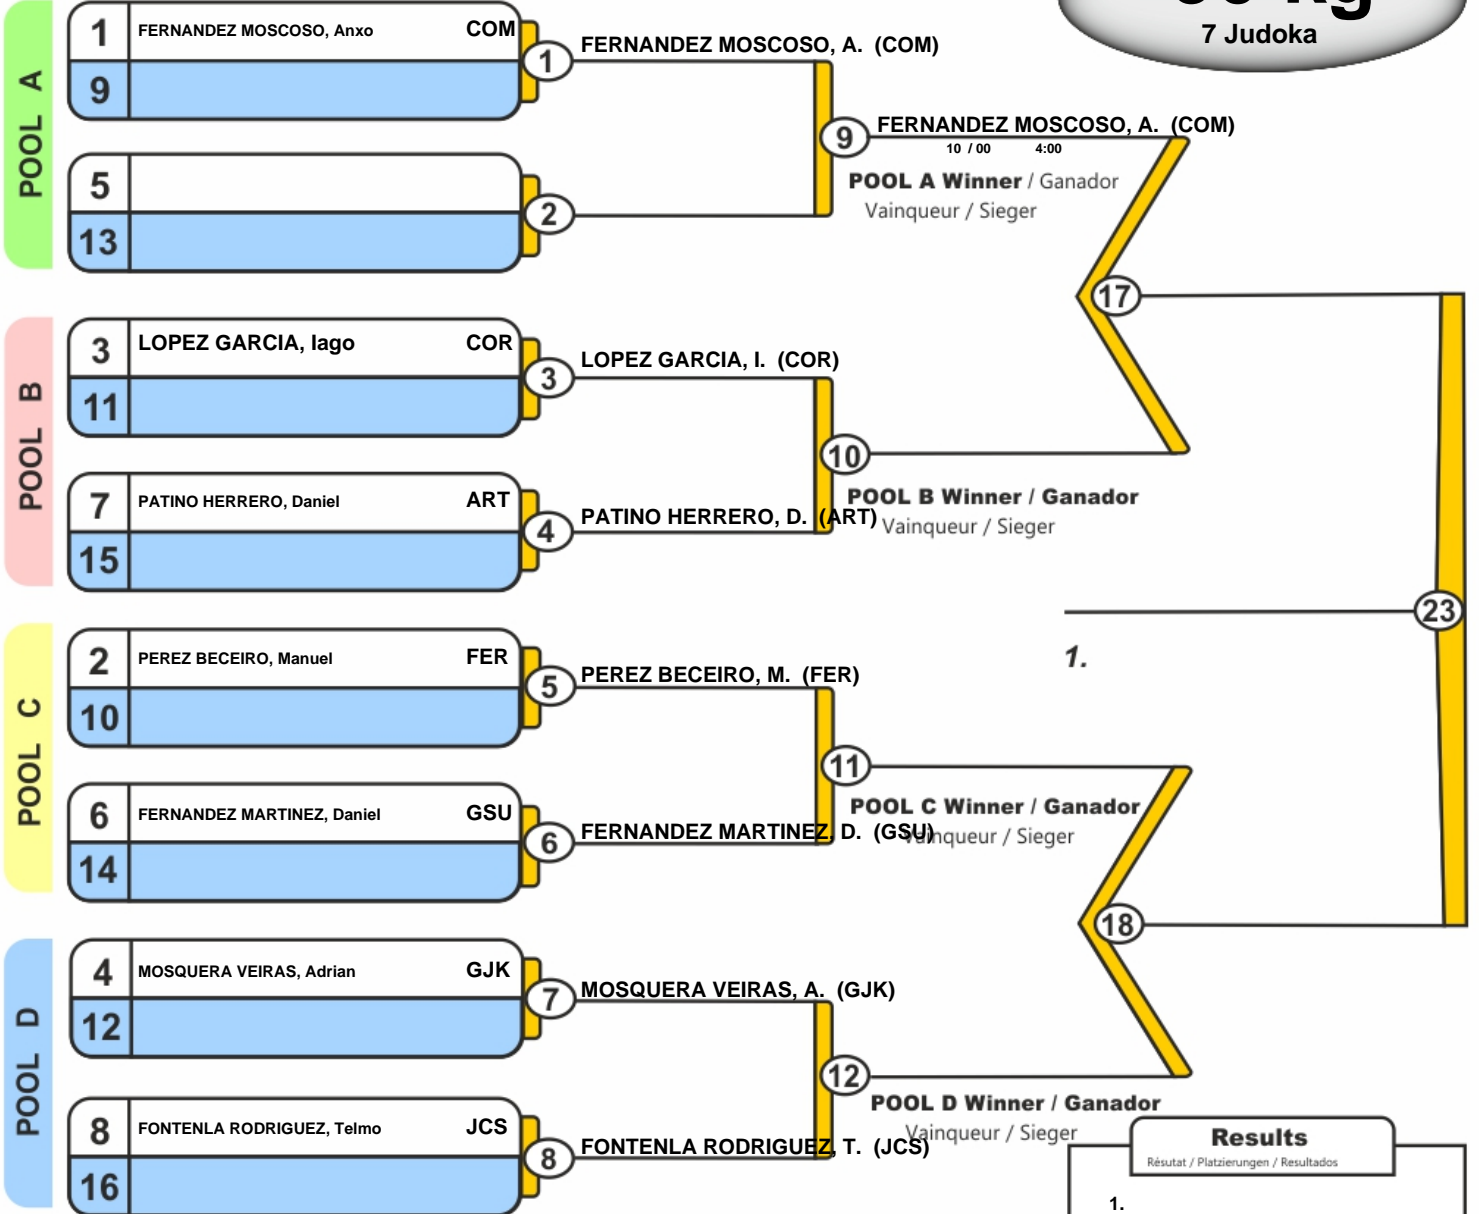 7 Judoka
POOL A
1 FERNANDEZ MOSCOSO, Anxo COM
9
1
FERNANDEZ MOSCOSO, A. (COM)
5
13
2
9
FERNANDEZ MOSCOSO, A. (COM)
10 / 00 4:00
POOL A Winner / Ganador
Vainqueur / Sieger
17
POOL B
3 LOPEZ GARCIA, Iago COR
11
3
LOPEZ GARCIA, I. (COR)
7 PATINO HERRERO, Daniel ART
15
4
PATINO HERRERO, D. (ART)
10
POOL B Winner / Ganador
Vainqueur / Sieger
23
1.
POOL C
2 PEREZ BECEIRO, Manuel FER
10
5
PEREZ BECEIRO, M. (FER)
6 FERNANDEZ MARTINEZ, Daniel GSU
14
6
FERNANDEZ MARTINEZ, D. (GSU)
11
POOL C Winner / Ganador
Vainqueur / Sieger
18
POOL D
4 MOSQUERA VEIRAS, Adrian GJK
12
7
MOSQUERA VEIRAS, A. (GJK)
8 FONTENLA RODRIGUEZ, Telmo JCS
16
8
FONTENLA RODRIGUEZ, T. (JCS)
12
POOL D Winner / Ganador
Vainqueur / Sieger
Results
Résutat / Platzierungen / Resultados
1.